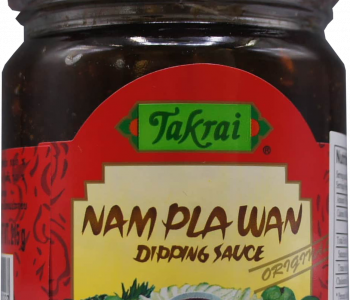 Takrai
®
NAM PLA WAN
DIPPING SAUCE